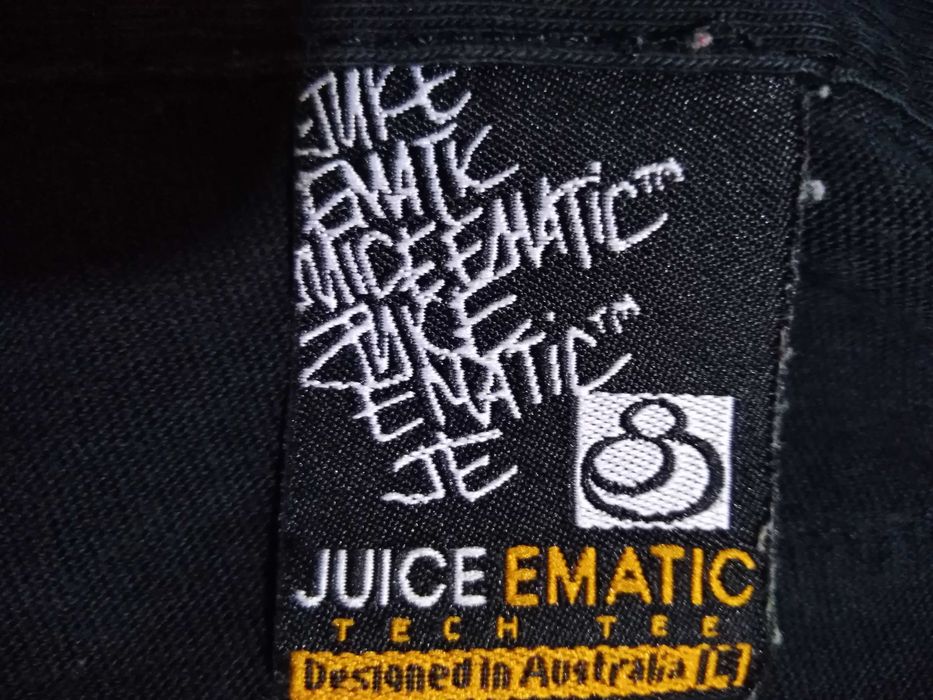 JUICE
EMATIC
JUICE EMATIC™
JUICE
EMATIC™
JE
JUICE EMATIC
TECH TEE
Designed in Australia L